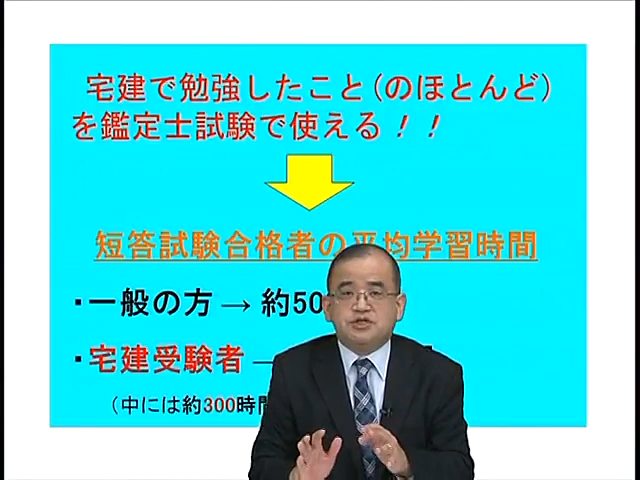 宅建で勉強したこと(のほとんど)
を鑑定士試験で使える！！
短答試験合格者の平均学習時間
・一般の方 → 約50
・宅建受験者 →
（中には約300時間